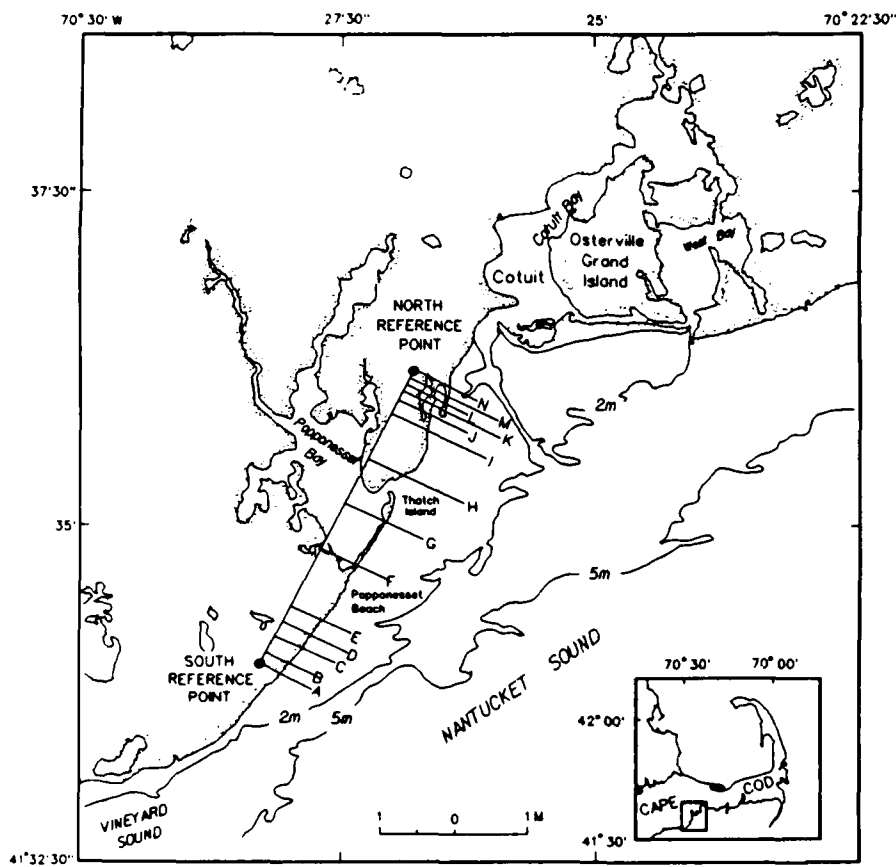 70° 30' W
27'30"
25'
70° 22'30"
37'30"
Cotuit Bay
Osterville
Grand
Island
West Bay
Cotuit
NORTH
REFERENCE
POINT
2m
N
M
L
K
J
I
Popponesset
Bay
H
Thatch
Island
35'
G
F
5m
Popponesset
Beach
E
D
C
SOUTH
REFERENCE
POINT
B
A
NANTUCKET SOUND
2m
5m
70°30'
70°00'
42°00'
CAPE
COD
41°30'
VINEYARD
SOUND
1
0
1 M
41° 32'30"